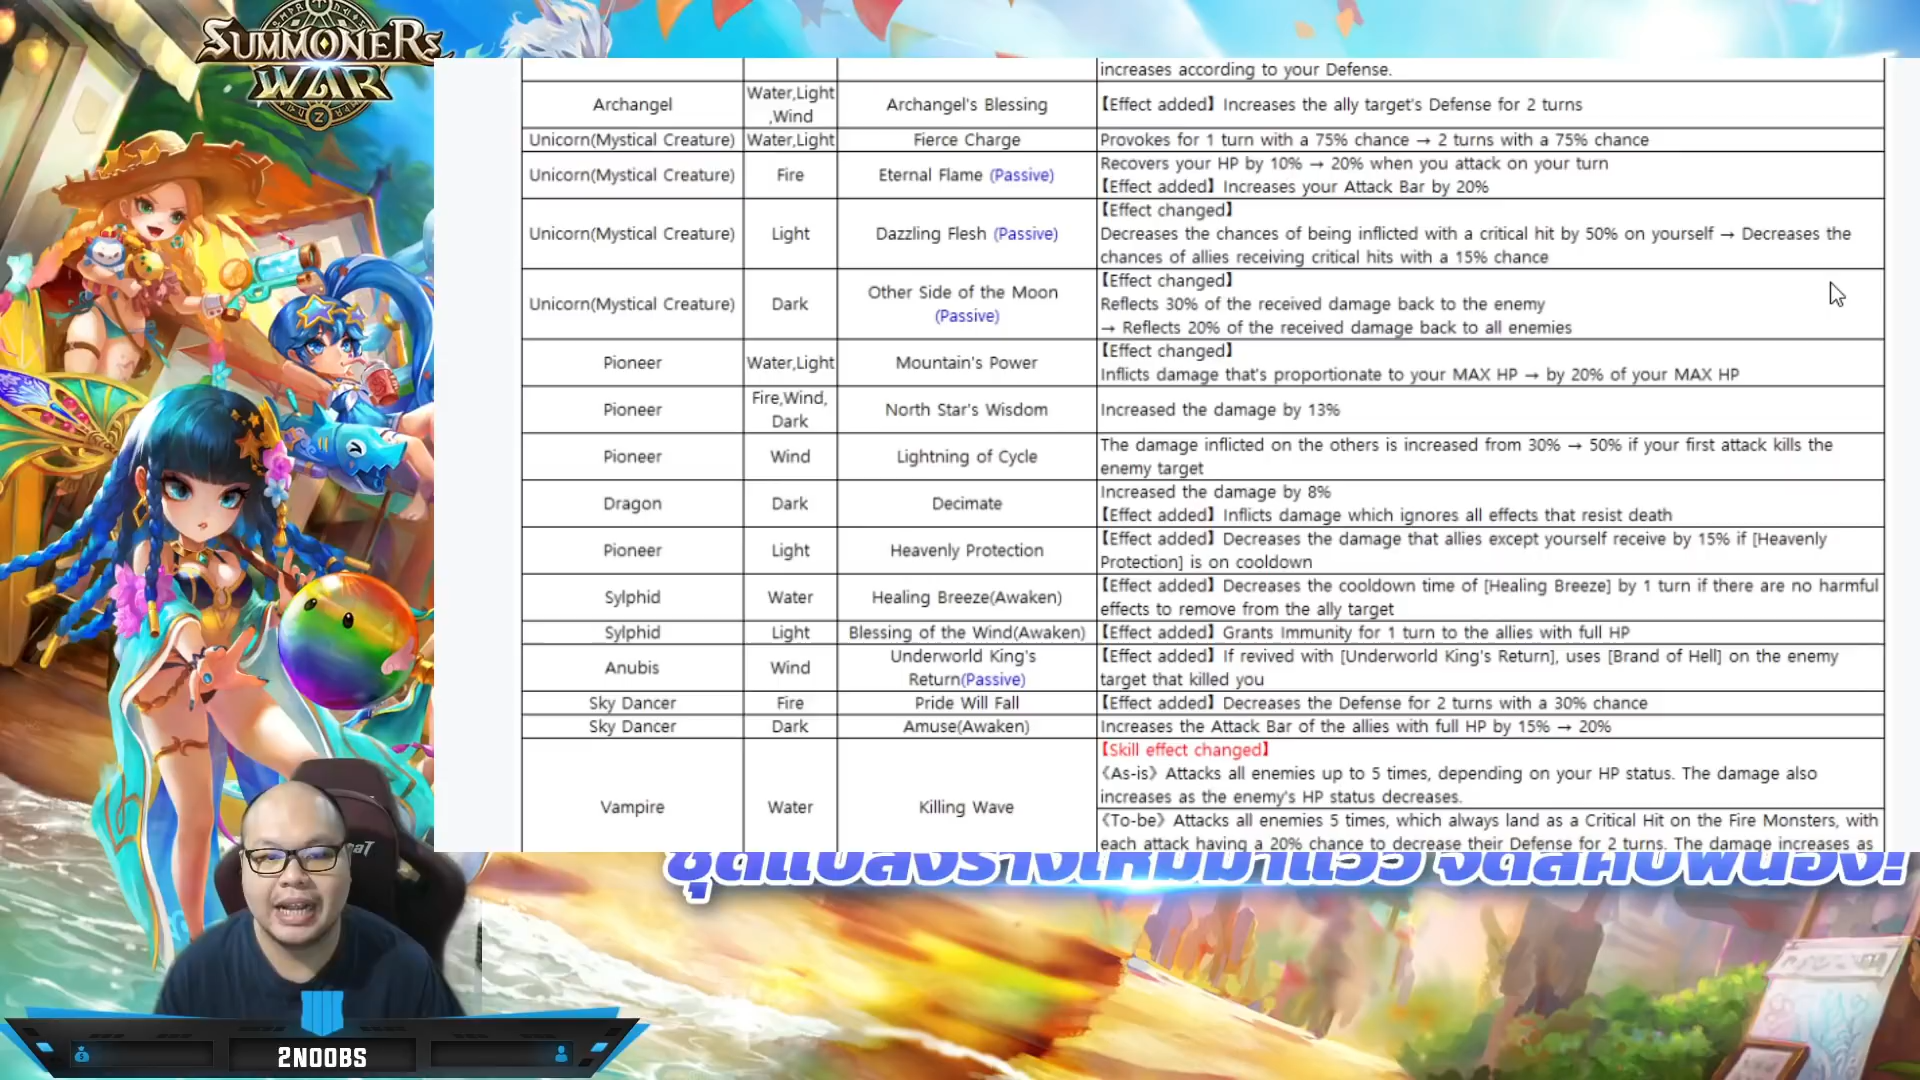 SUMMONERS
WAR
increases according to your Defense.
Archangel
Water,Light
,Wind
Archangel's Blessing
【Effect added】 Increases the ally target's Defense for 2 turns
Unicorn(Mystical Creature)
Water,Light
Fierce Charge
Provokes for 1 turn with a 75% chance → 2 turns with a 75% chance
Unicorn(Mystical Creature)
Fire
Eternal Flame (Passive)
Recovers your HP by 10% → 20% when you attack on your turn
【Effect added】 Increases your Attack Bar by 20%
Unicorn(Mystical Creature)
Light
Dazzling Flesh (Passive)
【Effect changed】
Decreases the chances of being inflicted with a critical hit by 50% on yourself → Decreases the
chances of allies receiving critical hits with a 15% chance
Unicorn(Mystical Creature)
Dark
Other Side of the Moon
(Passive)
【Effect changed】
Reflects 30% of the received damage back to the enemy
→ Reflects 20% of the received damage back to all enemies
Pioneer
Water,Light
Mountain's Power
【Effect changed】
Inflicts damage that's proportionate to your MAX HP → by 20% of your MAX HP
Pioneer
Fire,Wind,
Dark
North Star's Wisdom
Increased the damage by 13%
Pioneer
Wind
Lightning of Cycle
The damage inflicted on the others is increased from 30% → 50% if your first attack kills the
enemy target
Dragon
Dark
Decimate
Increased the damage by 8%
【Effect added】 Inflicts damage which ignores all effects that resist death
Pioneer
Light
Heavenly Protection
【Effect added】 Decreases the damage that allies except yourself receive by 15% if [Heavenly
Protection] is on cooldown
Sylphid
Water
Healing Breeze(Awaken)
【Effect added】 Decreases the cooldown time of [Healing Breeze] by 1 turn if there are no harmful
effects to remove from the ally target
Sylphid
Light
Blessing of the Wind(Awaken)
【Effect added】 Grants Immunity for 1 turn to the allies with full HP
Anubis
Wind
Underworld King's
Return(Passive)
【Effect added】 If revived with [Underworld King's Return], uses [Brand of Hell] on the enemy
target that killed you
Sky Dancer
Fire
Pride Will Fall
【Effect added】 Decreases the Defense for 2 turns with a 30% chance
Sky Dancer
Dark
Amuse(Awaken)
Increases the Attack Bar of the allies with full HP by 15% → 20%
Vampire
Water
Killing Wave
【Skill effect changed】
《As-is》 Attacks all enemies up to 5 times, depending on your HP status. The damage also
increases as the enemy's HP status decreases.
《To-be》 Attacks all enemies 5 times, which always land as a Critical Hit on the Fire Monsters, with
each attack having a 20% chance to decrease their Defense for 2 turns. The damage increases as
2NOOBS